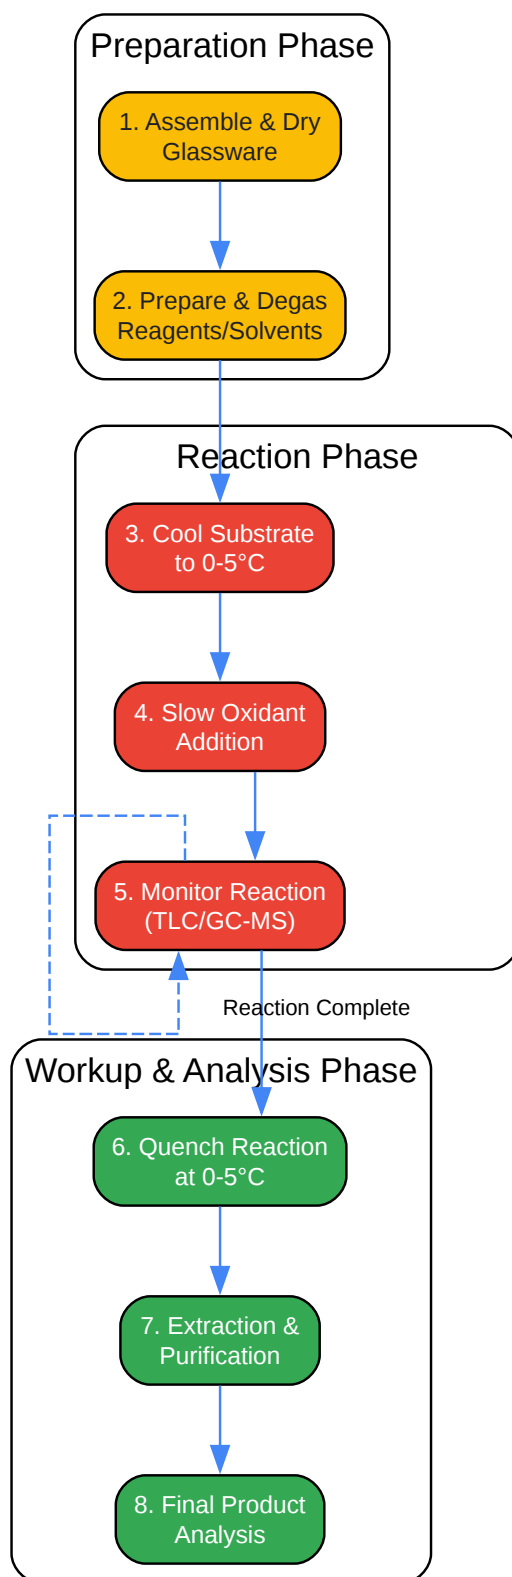 Preparation Phase
1. Assemble & Dry
Glassware
2. Prepare & Degas
Reagents/Solvents
Reaction Phase
3. Cool Substrate
to 0-5°C
4. Slow Oxidant
Addition
5. Monitor Reaction
(TLC/GC-MS)
Reaction Complete
Workup & Analysis Phase
6. Quench Reaction
at 0-5°C
7. Extraction &
Purification
8. Final Product
Analysis